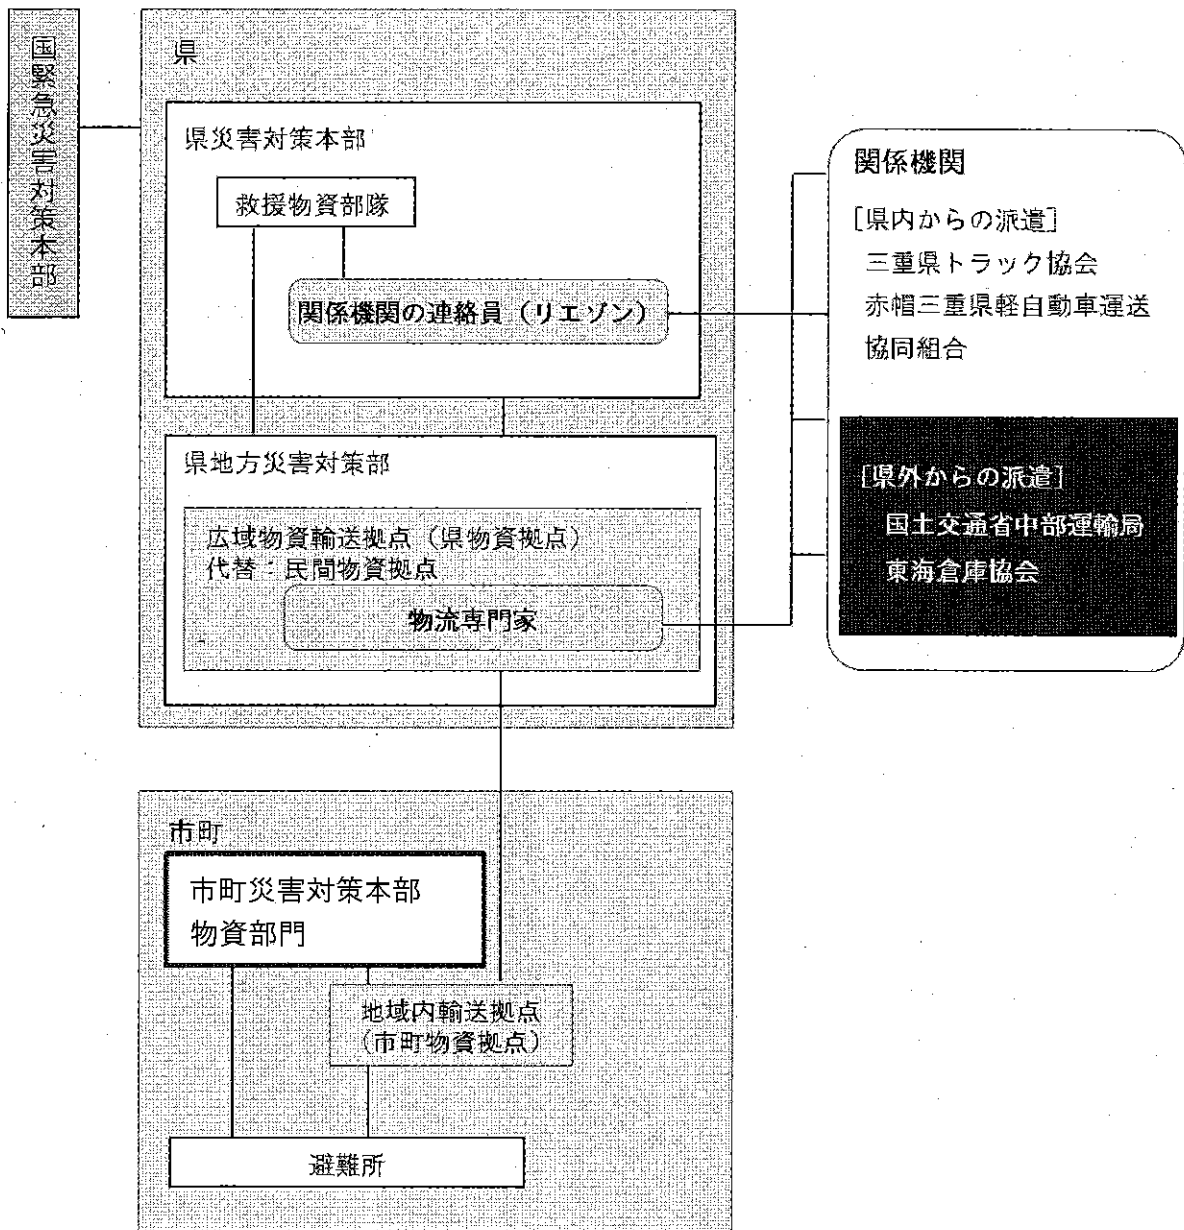 国緊急災害対策本部
県
県災害対策本部
救援物資部隊
関係機関の連絡員（リエゾン）
県地方災害対策部
広域物資輸送拠点（県物資拠点）
代替：民間物資拠点
物流専門家
関係機関
［県内からの派遣］
三重県トラック協会
赤帽三重県軽自動車運送
協同組合
［県外からの派遣］
国土交通省中部運輸局
東海倉庫協会
市町
市町災害対策本部
物資部門
地域内輸送拠点
（市町物資拠点）
避難所